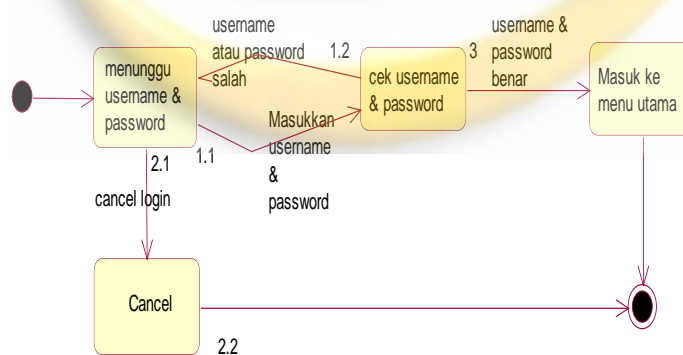 username
atau password
salah
1.2
3
username &
password
benar
menunggu
username &
password
cek username
& password
Masuk ke
menu utama
Masukkan
username
&
password
1.1
2.1
cancel login
Cancel
2.2